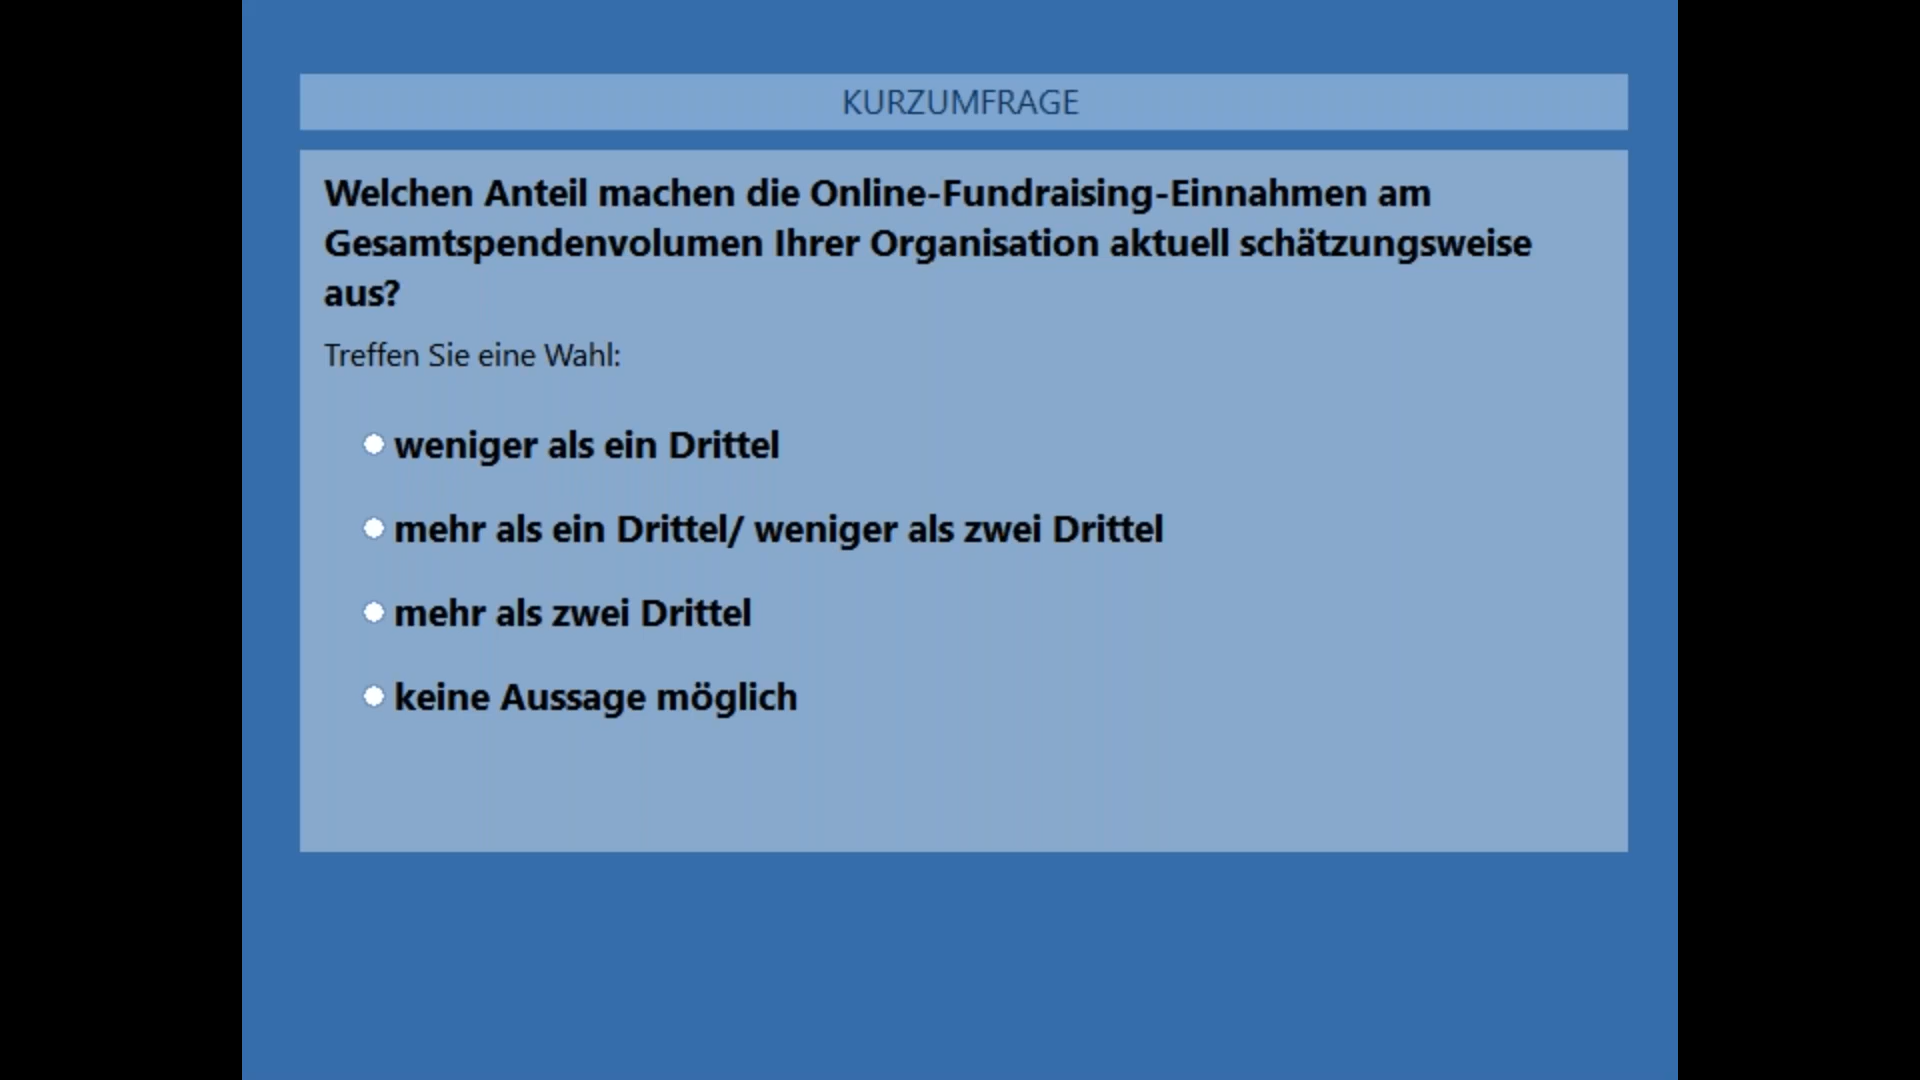 KURZUMFRAGE
Welchen Anteil machen die Online-Fundraising-Einnahmen am
Gesamtspendenvolumen Ihrer Organisation aktuell schätzungsweise
aus?
Treffen Sie eine Wahl:
weniger als ein Drittel
mehr als ein Drittel/ weniger als zwei Drittel
mehr als zwei Drittel
keine Aussage möglich